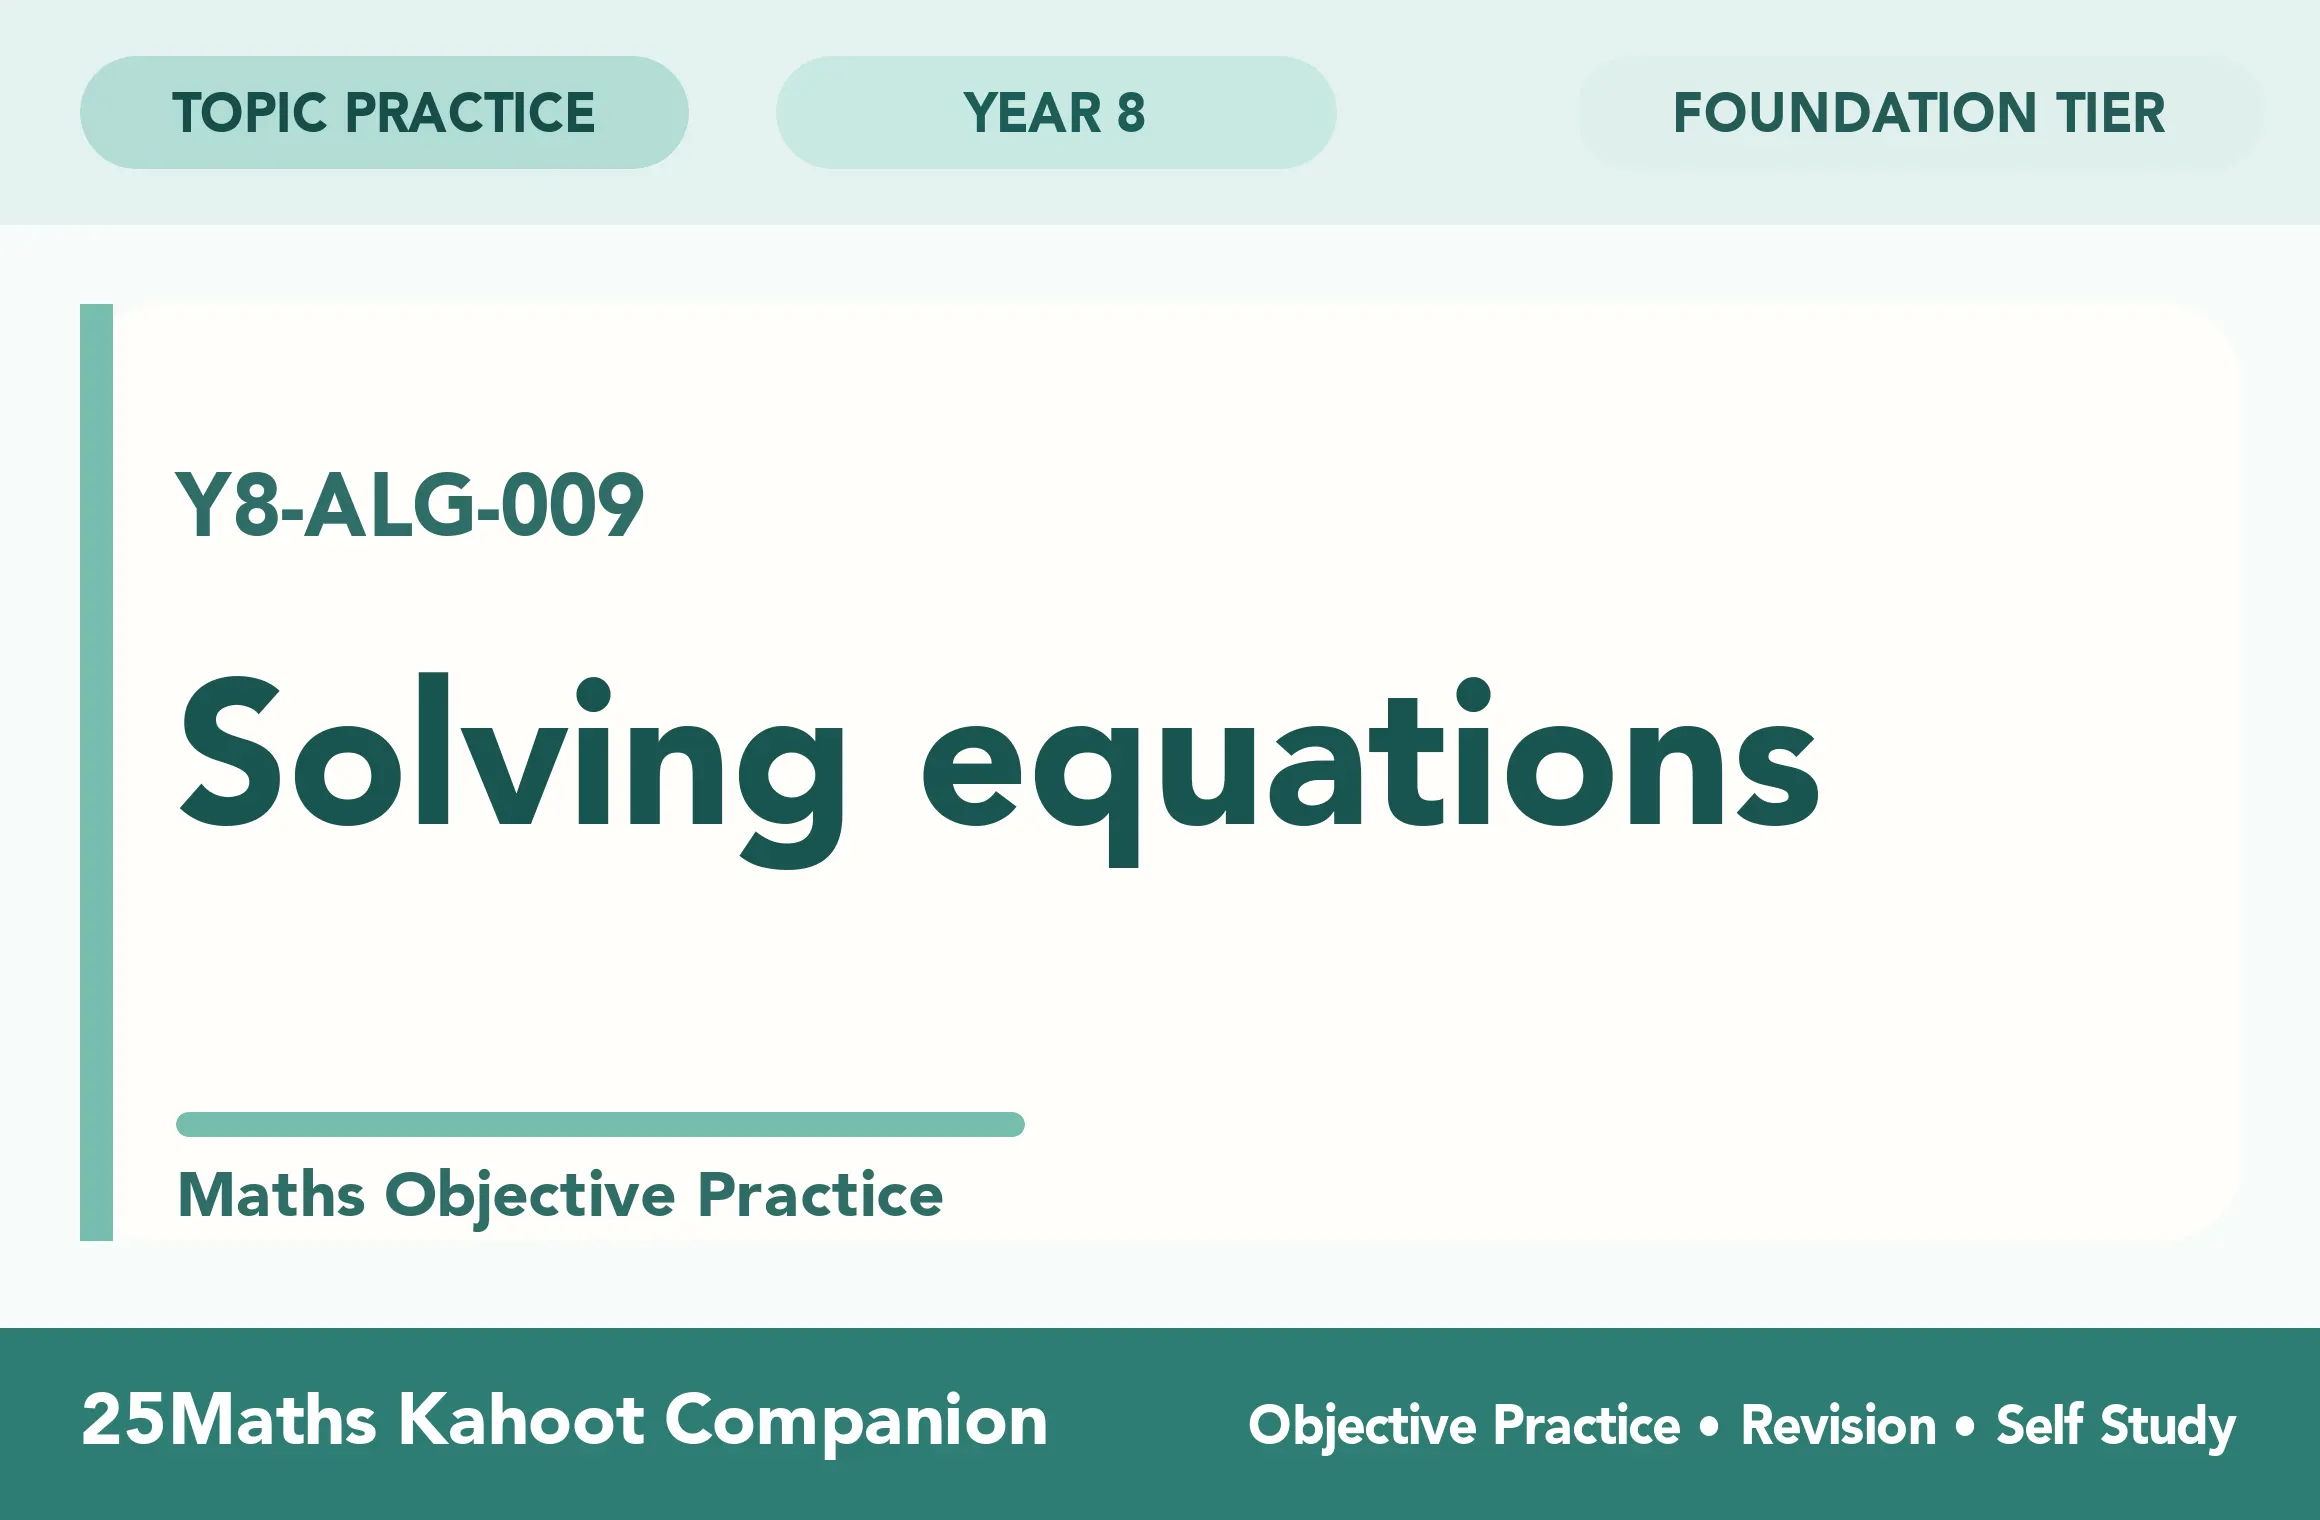 TOPIC PRACTICE
YEAR 8
FOUNDATION TIER
Y8-ALG-009
Solving equations
Maths Objective Practice
25Maths Kahoot Companion
Objective Practice • Revision • Self Study